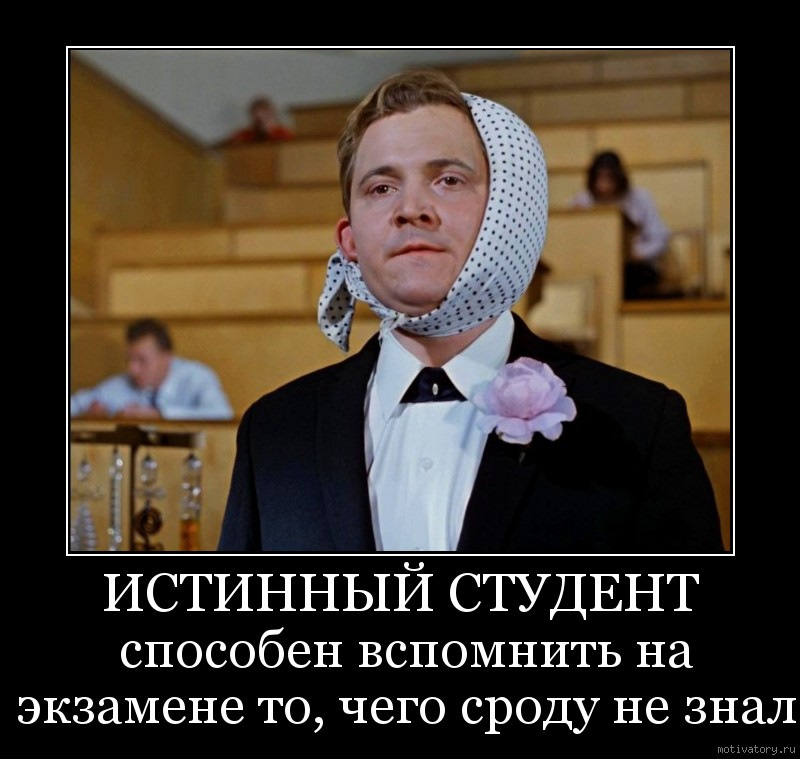 ИСТИННЫЙ СТУДЕНТ
способен вспомнить на
экзамене то, чего сроду не знал
motivatory.ru